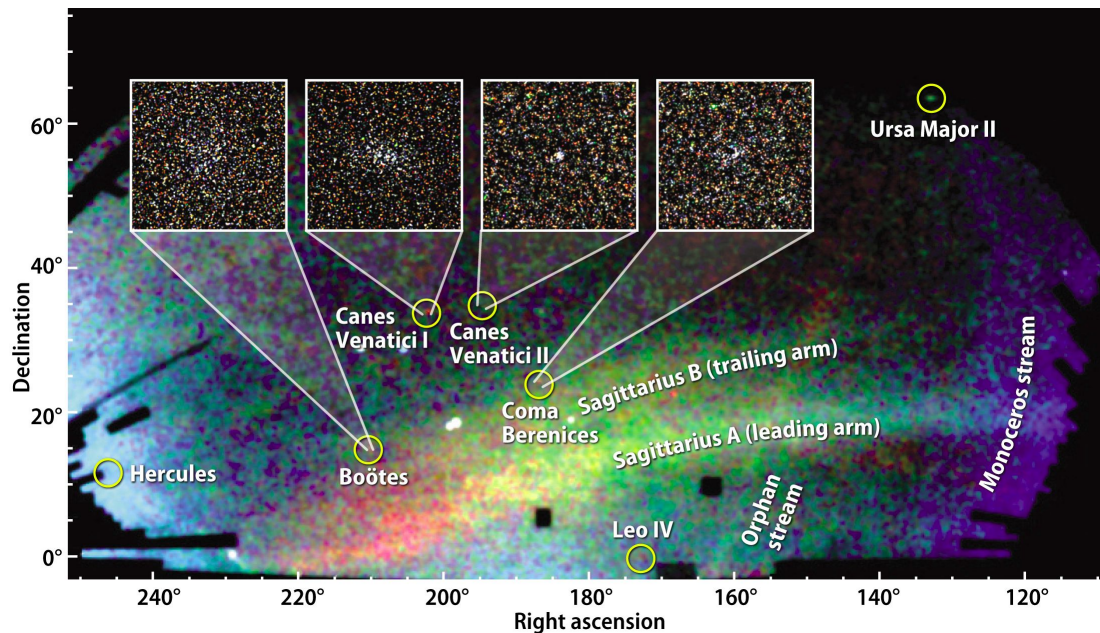 60°
40°
20°
0°
Declination
240°
220°
200°
180°
160°
140°
120°
Right ascension
Ursa Major II
Canes
Venatici I
Canes
Venatici II
Coma
Berenices
Sagittarius B (trailing arm)
Sagittarius A (leading arm)
Monoceros stream
Hercules
Boötes
Leo IV
Orphan
stream